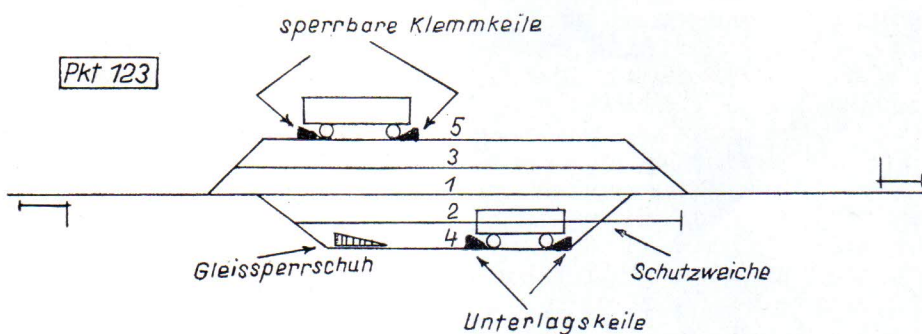 sperrbare Klemmkeile
Pkt 123
5
3
1
2
4
Gleissperrschuh
Schutzweiche
Unterlagskeile